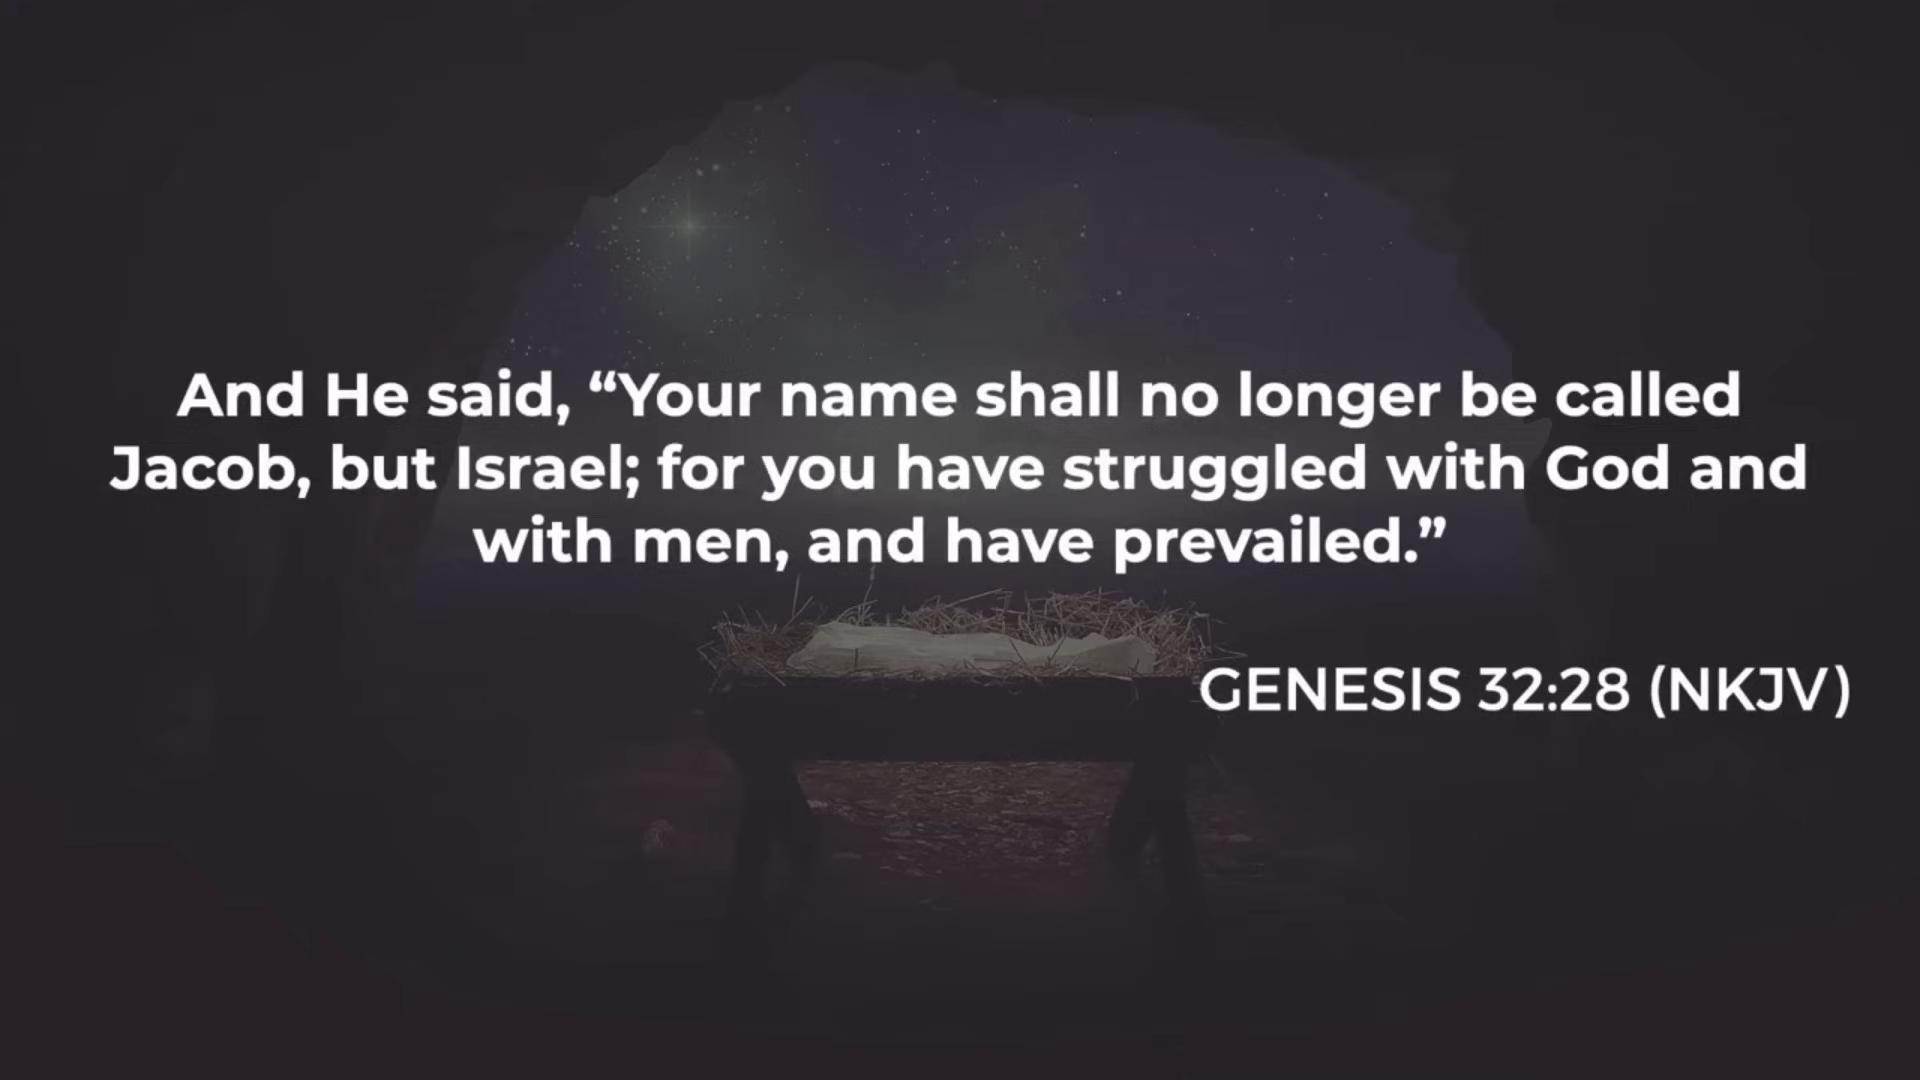 And He said, “Your name shall no longer be called
Jacob, but Israel; for you have struggled with God and
with men, and have prevailed.”
GENESIS 32:28 (NKJV)